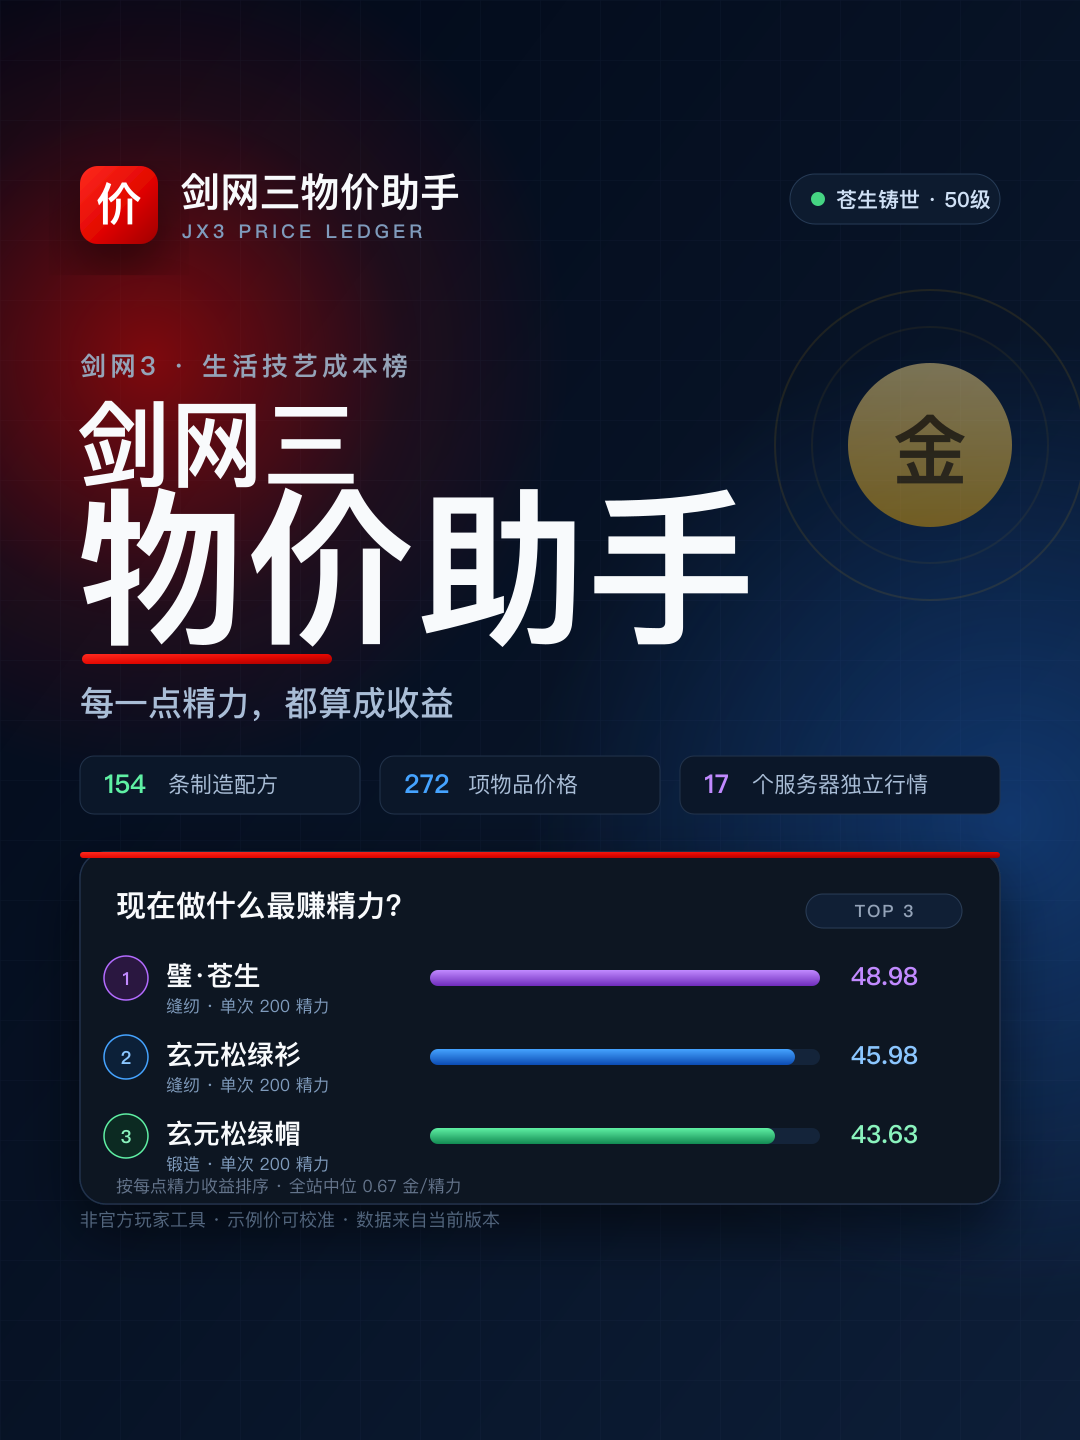 价
剑网三物价助手
JX3 PRICE LEDGER
苍生铸世 · 50级
剑网3 · 生活技艺成本榜
剑网三
物价助手
金
每一点精力，都算成收益
154 条制造配方
272 项物品价格
17 个服务器独立行情
现在做什么最赚精力?
TOP 3
1 璧·苍生 48.98
缝纫 · 单次 200 精力
2 玄元松绿衫 45.98
缝纫 · 单次 200 精力
3 玄元松绿帽 43.63
锻造 · 单次 200 精力
按每点精力收益排序 · 全站中位 0.67 金/精力
非官方玩家工具 · 示例价可校准 · 数据来自当前版本